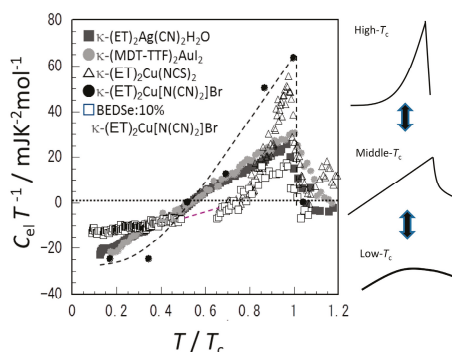 κ-(ET)₂Ag(CN)₂H₂O
κ-(MDT-TTF)₂AuI₂
κ-(ET)₂Cu(NCS)₂
κ-(ET)₂Cu[N(CN)₂]Br
BEDSe:10%
κ-(ET)₂Cu[N(CN)₂]Br
60
40
20
0
−20
−40
Cel T⁻¹ / mJK⁻²mol⁻¹
0 0.2 0.4 0.6 0.8 1 1.2
T / Tc
High-Tc
Middle-Tc
Low-Tc